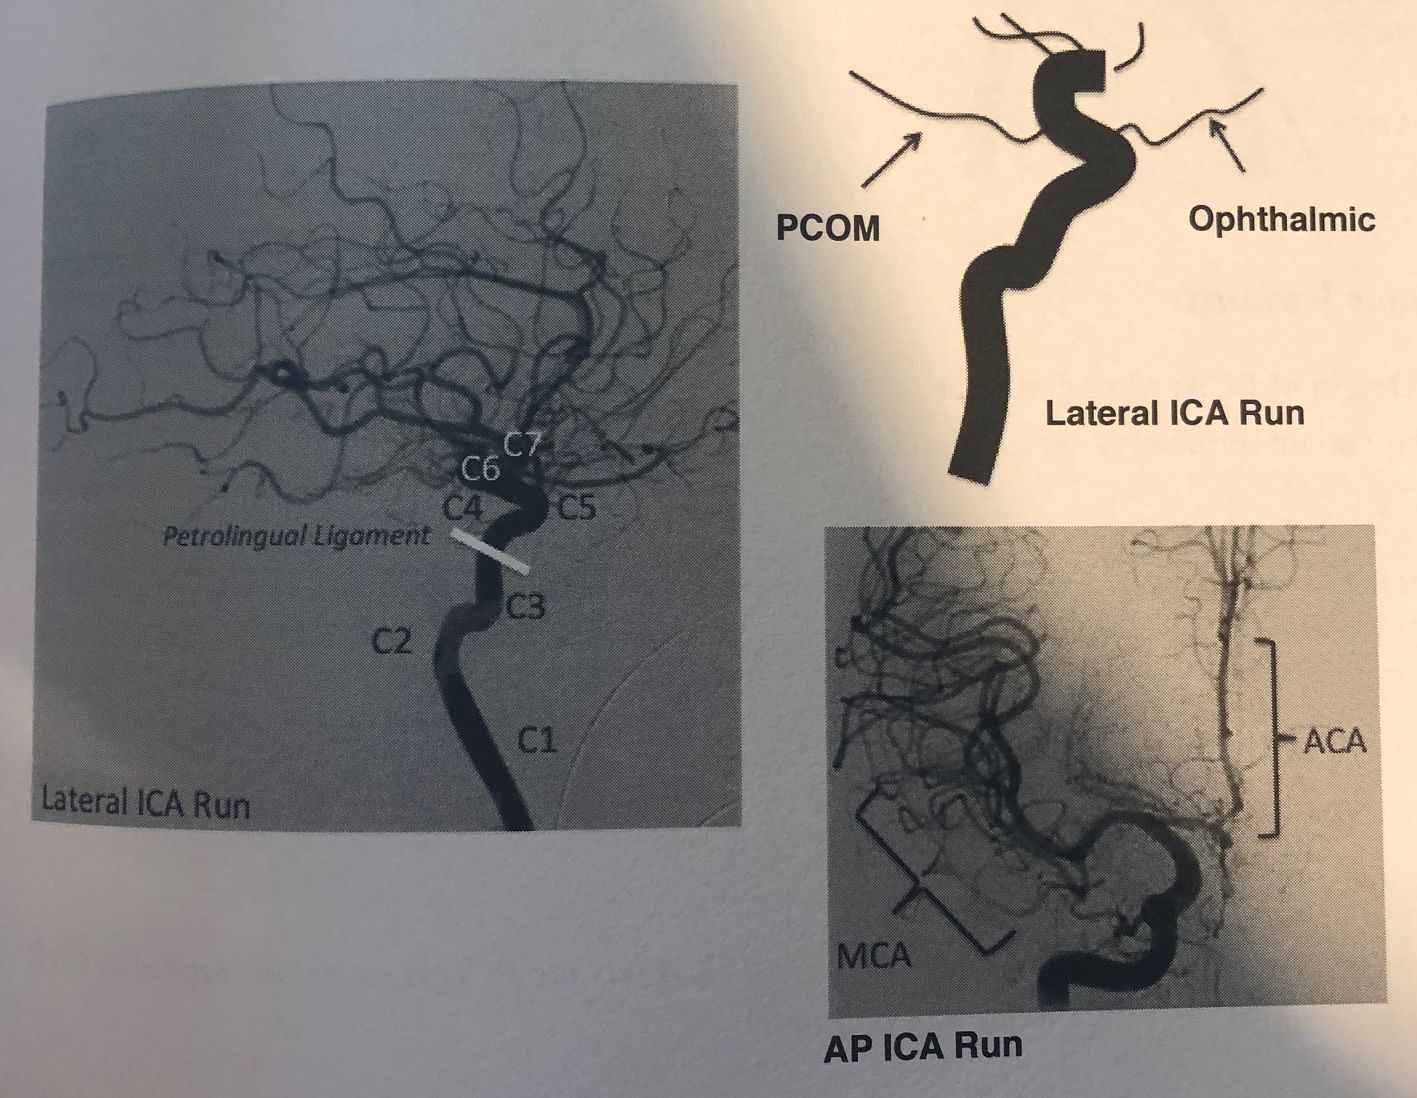 C7
C6
C4
C5
Petrolingual Ligament
C3
C2
C1
Lateral ICA Run
PCOM
Ophthalmic
Lateral ICA Run
ACA
MCA
AP ICA Run